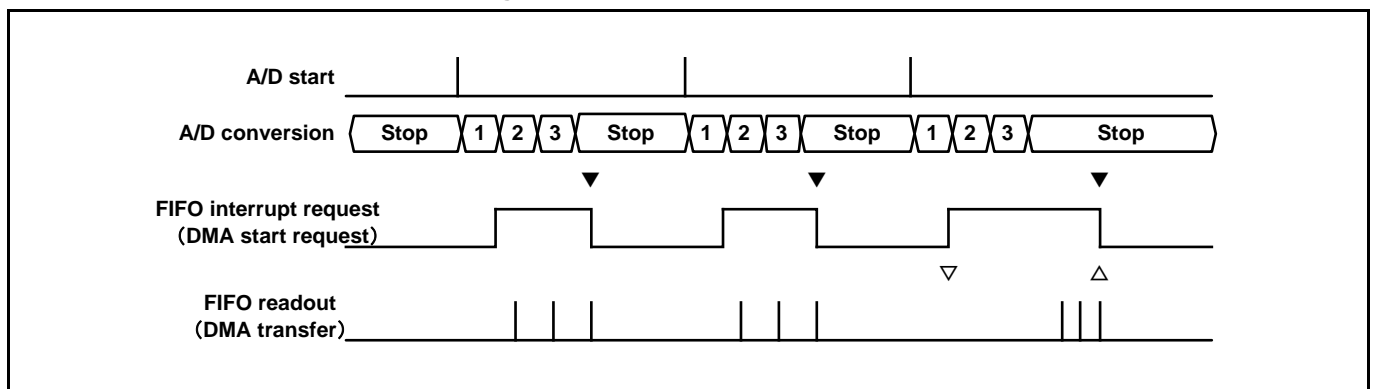 A/D start
A/D conversion Stop 1 2 3 Stop 1 2 3 Stop 1 2 3 Stop
FIFO interrupt request
（DMA start request）
FIFO readout
（DMA transfer）